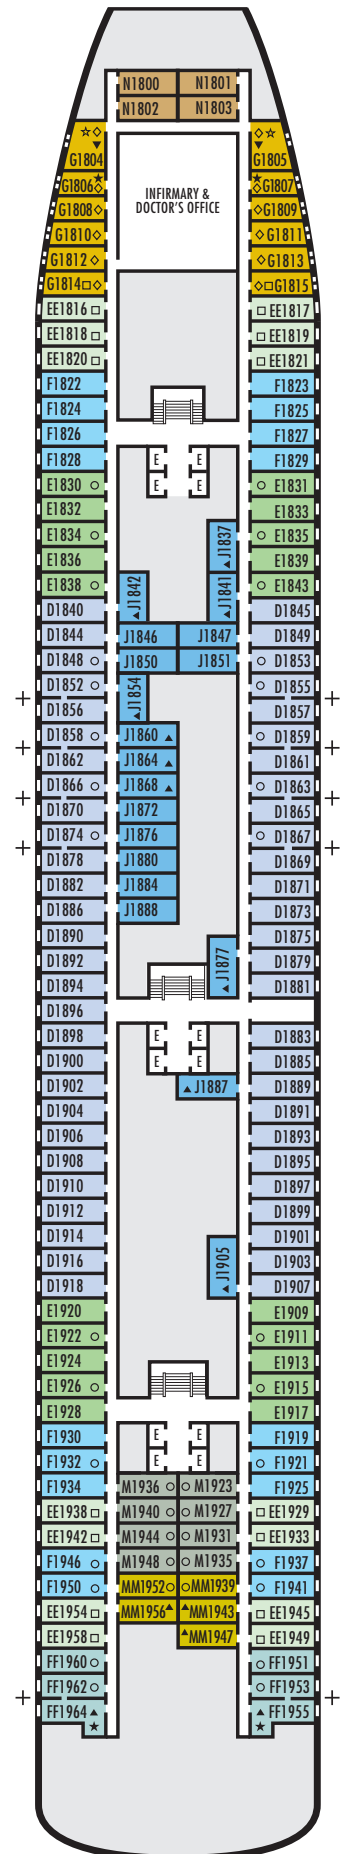 N1800 N1801
N1802 N1803
G1804 G1805
INFIRMARY &
DOCTOR'S OFFICE
G1806 G1807
G1808 G1809
G1810 G1811
G1812 G1813
G1814 G1815
EE1816 EE1817
EE1818 EE1819
EE1820 EE1821
F1822 F1823
F1824 F1825
F1826 F1827
F1828 E E F1829
E1830 E E E1831
E1832 E1833
E1834 J1837 E1835
E1836 E1839
E1838 J1842 J1841 E1843
D1840 D1845
D1844 J1846 J1847 D1849
D1848 J1850 J1851 D1853
D1852 J1854 D1855
D1856 D1857
D1858 J1860 D1859
D1862 J1864 D1861
D1866 J1868 D1863
D1870 J1872 D1865
D1874 J1876 D1867
D1878 J1880 D1869
D1882 J1884 D1871
D1886 J1888 D1873
D1890 D1875
D1892 J1877 D1879
D1894 D1881
D1896
D1898 E E D1883
D1900 E E D1885
D1902 J1887 D1889
D1904 D1891
D1906 D1893
D1908 D1895
D1910 D1897
D1912 D1899
D1914 D1901
D1916 J1905 D1903
D1918 D1907
E1920 E1909
E1922 E1911
E1924 E1913
E1926 E1915
E1928 E1917
F1930 E E F1919
F1932 E E F1921
F1934 M1936 M1923 F1925
EE1938 M1940 M1927 EE1929
EE1942 M1944 M1931 EE1933
F1946 M1948 M1935 F1937
F1950 MM1952 MM1939 F1941
EE1954 MM1956 MM1943 EE1945
EE1958 MM1947 EE1949
FF1960 FF1951
FF1962 FF1953
FF1964 FF1955